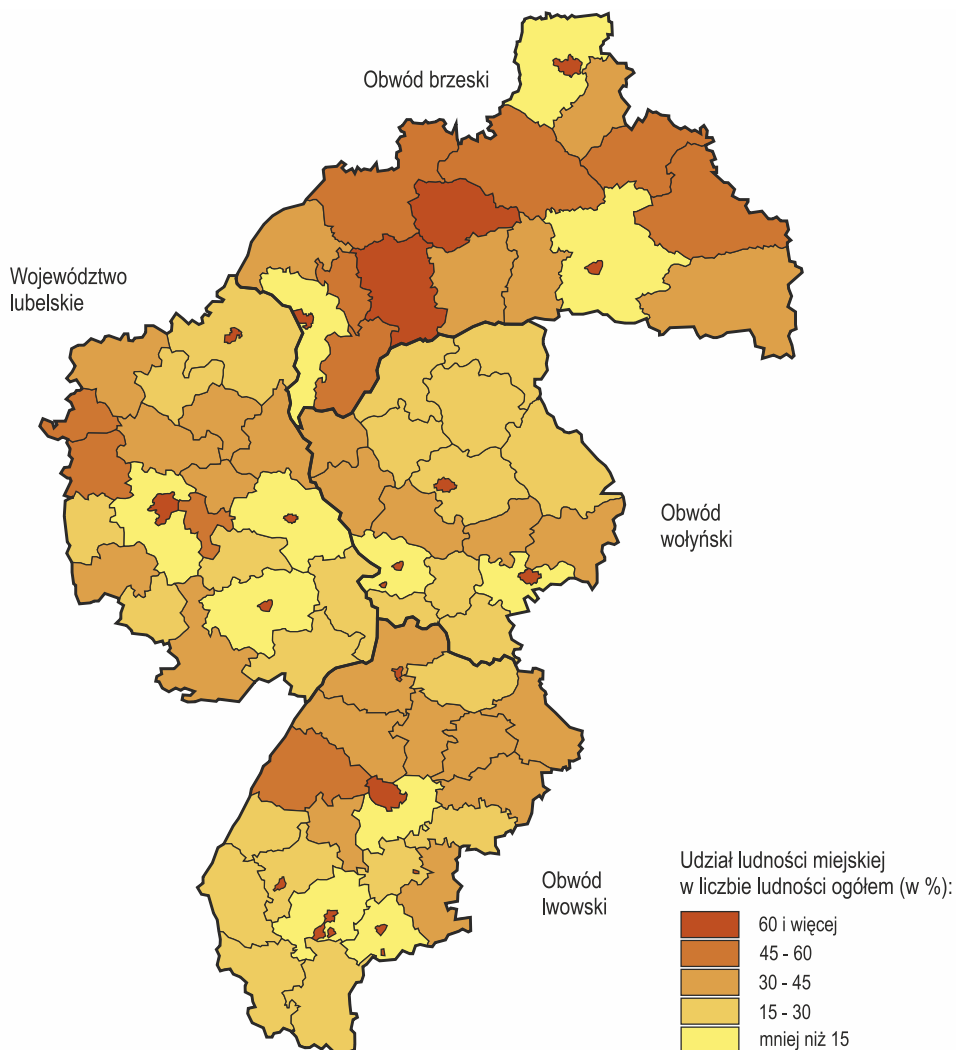 Obwód brzeski
Województwo
lubelskie
Obwód
wołyński
Obwód
lwowski
Udział ludności miejskiej
w liczbie ludności ogółem (w %):
60 i więcej
45 - 60
30 - 45
15 - 30
mniej niż 15